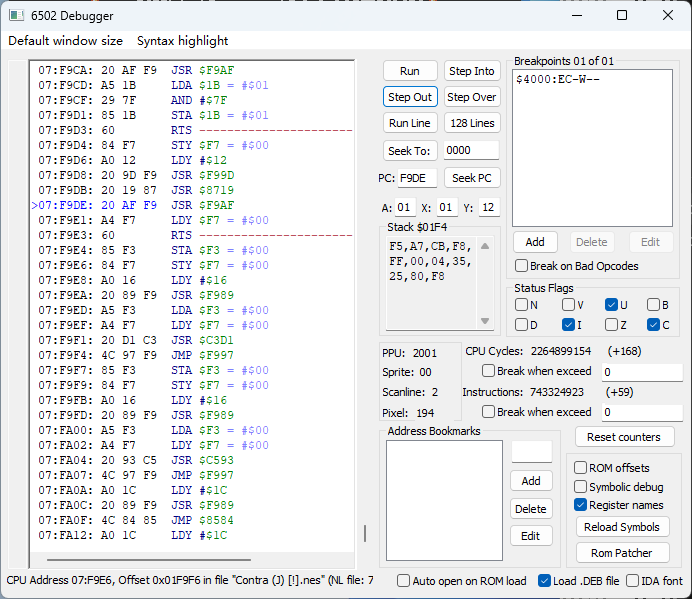 6502 Debugger
Default window size Syntax highlight
07:F9CA: 20 AF F9 JSR $F9AF
07:F9CD: A5 1B LDA $1B = #$01
07:F9CF: 29 7F AND #$7F
07:F9D1: 85 1B STA $1B = #$01
07:F9D3: 60 RTS -----------------------
07:F9D4: 84 F7 STY $F7 = #$00
07:F9D6: A0 12 LDY #$12
07:F9D8: 20 9D F9 JSR $F99D
07:F9DB: 20 19 87 JSR $8719
>07:F9DE: 20 AF F9 JSR $F9AF
07:F9E1: A4 F7 LDY $F7 = #$00
07:F9E3: 60 RTS -----------------------
07:F9E4: 85 F3 STA $F3 = #$00
07:F9E6: 84 F7 STY $F7 = #$00
07:F9E8: A0 16 LDY #$16
07:F9EA: 20 89 F9 JSR $F989
07:F9ED: A5 F3 LDA $F3 = #$00
07:F9EF: A4 F7 LDY $F7 = #$00
07:F9F1: 20 D1 C3 JSR $C3D1
07:F9F4: 4C 97 F9 JMP $F997
07:F9F7: 85 F3 STA $F3 = #$00
07:F9F9: 84 F7 STY $F7 = #$00
07:F9FB: A0 16 LDY #$16
07:F9FD: 20 89 F9 JSR $F989
07:FA00: A5 F3 LDA $F3 = #$00
07:FA02: A4 F7 LDY $F7 = #$00
07:FA04: 20 93 C5 JSR $C593
07:FA07: 4C 97 F9 JMP $F997
07:FA0A: A0 1C LDY #$1C
07:FA0C: 20 89 F9 JSR $F989
07:FA0F: 4C 84 85 JMP $8584
07:FA12: A0 1C LDY #$1C
Run Step Into
Step Out Step Over
Run Line 128 Lines
Seek To: 0000
PC: F9DE Seek PC
A: 01 X: 01 Y: 12
Stack $01F4
F5,A7,CB,F8,
FF,00,04,35,
25,80,F8
Breakpoints 01 of 01
$4000:EC-W--
Add Delete Edit
Break on Bad Opcodes
Status Flags
N V U B
D I Z C
PPU: 2001
Sprite: 00
Scanline: 2
Pixel: 194
CPU Cycles: 2264899154 (+168)
Break when exceed 0
Instructions: 743324923 (+59)
Break when exceed 0
Address Bookmarks
Add
Delete
Edit
Reset counters
ROM offsets
Symbolic debug
Register names
Reload Symbols
Rom Patcher
CPU Address 07:F9E6, Offset 0x01F9F6 in file "Contra (J) [!].nes" (NL file: 7
Auto open on ROM load Load .DEB file IDA font